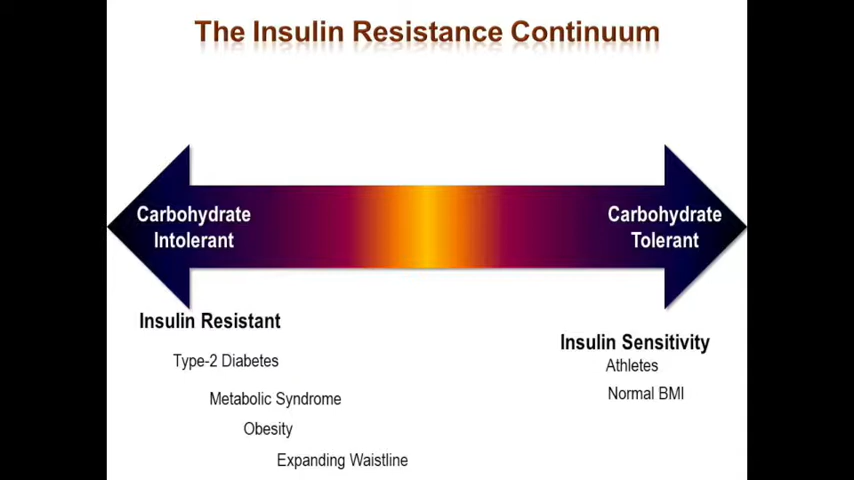 The Insulin Resistance Continuum
Carbohydrate
Intolerant
Carbohydrate
Tolerant
Insulin Resistant
Type-2 Diabetes
Metabolic Syndrome
Obesity
Expanding Waistline
Insulin Sensitivity
Athletes
Normal BMI